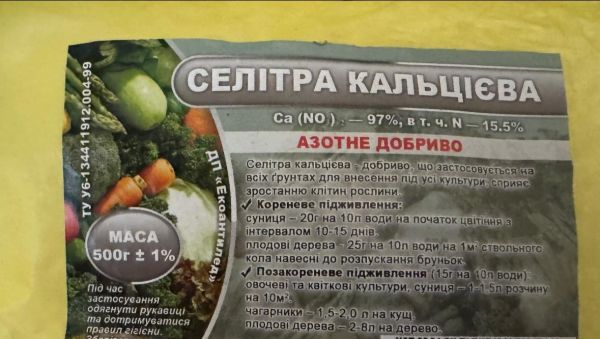 СЕЛІТРА КАЛЬЦІЄВА
Ca (NO ) ₂ — 97%, в т. ч. N — 15.5%
АЗОТНЕ ДОБРИВО
Селітра кальцієва - добриво, що застосовується на
всіх ґрунтах для внесення під усі культури, сприяє
зростанню клітин рослини.
✓ Кореневе підживлення:
суниця – 20г на 10л води на початок цвітіння з
інтервалом 10-15 днів.
плодові дерева - 25г на 10л води на 1м² ствольного
кола навесні до розпускання бруньок.
✓ Позакореневе підживлення (15г на 10л води)
овочеві та квіткові культури, суниця – 1-1,5л розчину
на 10м²
чагарники – 1,5-2,0 л на кущ,
плодові дерева – 2-8л на дерево.
ТУ У6-134411912.004-99
ДП «Екоантилед»
МАСА
500г ± 1%
Під час
застосування
одягнути рукавиці
та дотримуватися
правил гігієни.